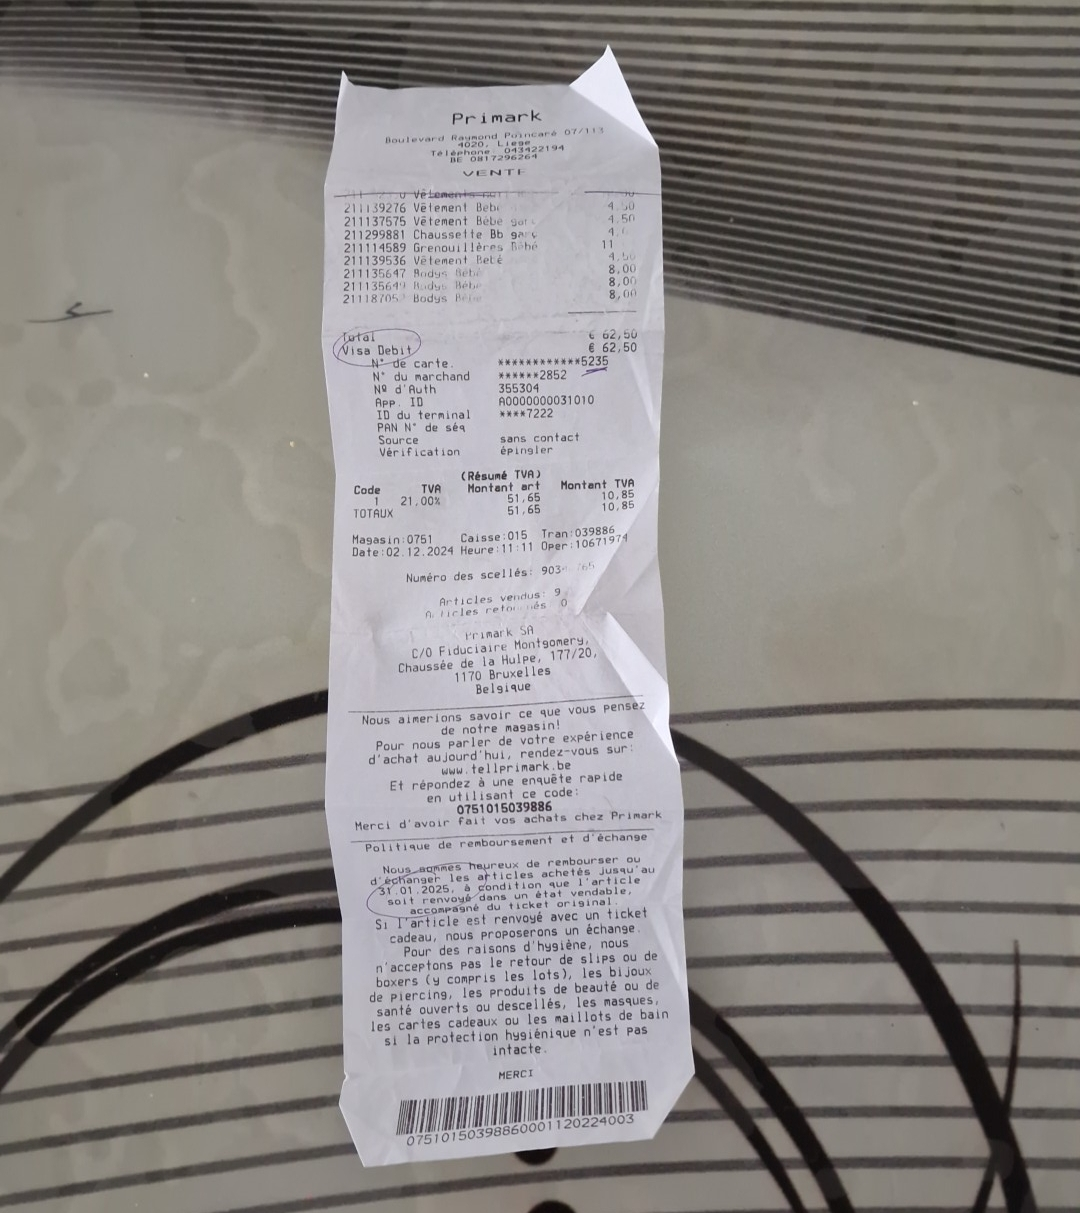 Primark
Boulevard Raymond Poincaré 07/113
4020, Liege
Téléphone: 043422194
BE 0817296264
VENTE
Vêtements
211139276 Vêtement Bébé 4,50
211137575 Vêtement Bébé garç 4,50
211299881 Chaussette Bb garç
211114589 Grenouillères Bébé 11
211139536 Vêtement Bébé 4,50
211135647 Bodys Bébé 8,00
211135649 Bodys Bébé 8,00
Bodys Bébé 8,00
Total € 62,50
Visa Debit € 62,50
N° de carte. ************5235
N° du marchand ******2852
Nº d'Auth 355304
App. ID A0000000031010
ID du terminal ****7222
PAN N° de séq
Source sans contact
Vérification épingler
(Résumé TVA)
Code TVA Montant art Montant TVA
1 21,00% 51,65 10,85
TOTAUX 51,65 10,85
Magasin:0751 Caisse:015 Tran:039886
Date:02.12.2024 Heure:11:11 Oper:10671974
Numéro des scellés:
Articles vendus: 9
Articles retournés 0
Primark SA
C/O Fiduciaire Montgomery,
Chaussée de la Hulpe, 177/20,
1170 Bruxelles
Belgique
Nous aimerions savoir ce que vous pensez
de notre magasin!
Pour nous parler de votre expérience
d'achat aujourd'hui, rendez-vous sur:
www.tellprimark.be
Et répondez à une enquête rapide
en utilisant ce code:
0751015039886
Merci d'avoir fait vos achats chez Primark
Politique de remboursement et d'échange
Nous sommes heureux de rembourser ou
d'échanger les articles achetés jusqu'au
31.01.2025, à condition que l'article
soit renvoyé dans un état vendable,
accompagné du ticket original.
Si l'article est renvoyé avec un ticket
cadeau, nous proposerons un échange.
Pour des raisons d'hygiène, nous
n'acceptons pas le retour de slips ou de
boxers (y compris les lots), les bijoux
de piercing, les produits de beauté ou de
santé ouverts ou descellés, les masques,
les cartes cadeaux ou les maillots de bain
si la protection hygiénique n'est pas
intacte.
MERCI
07510150398860001120224003